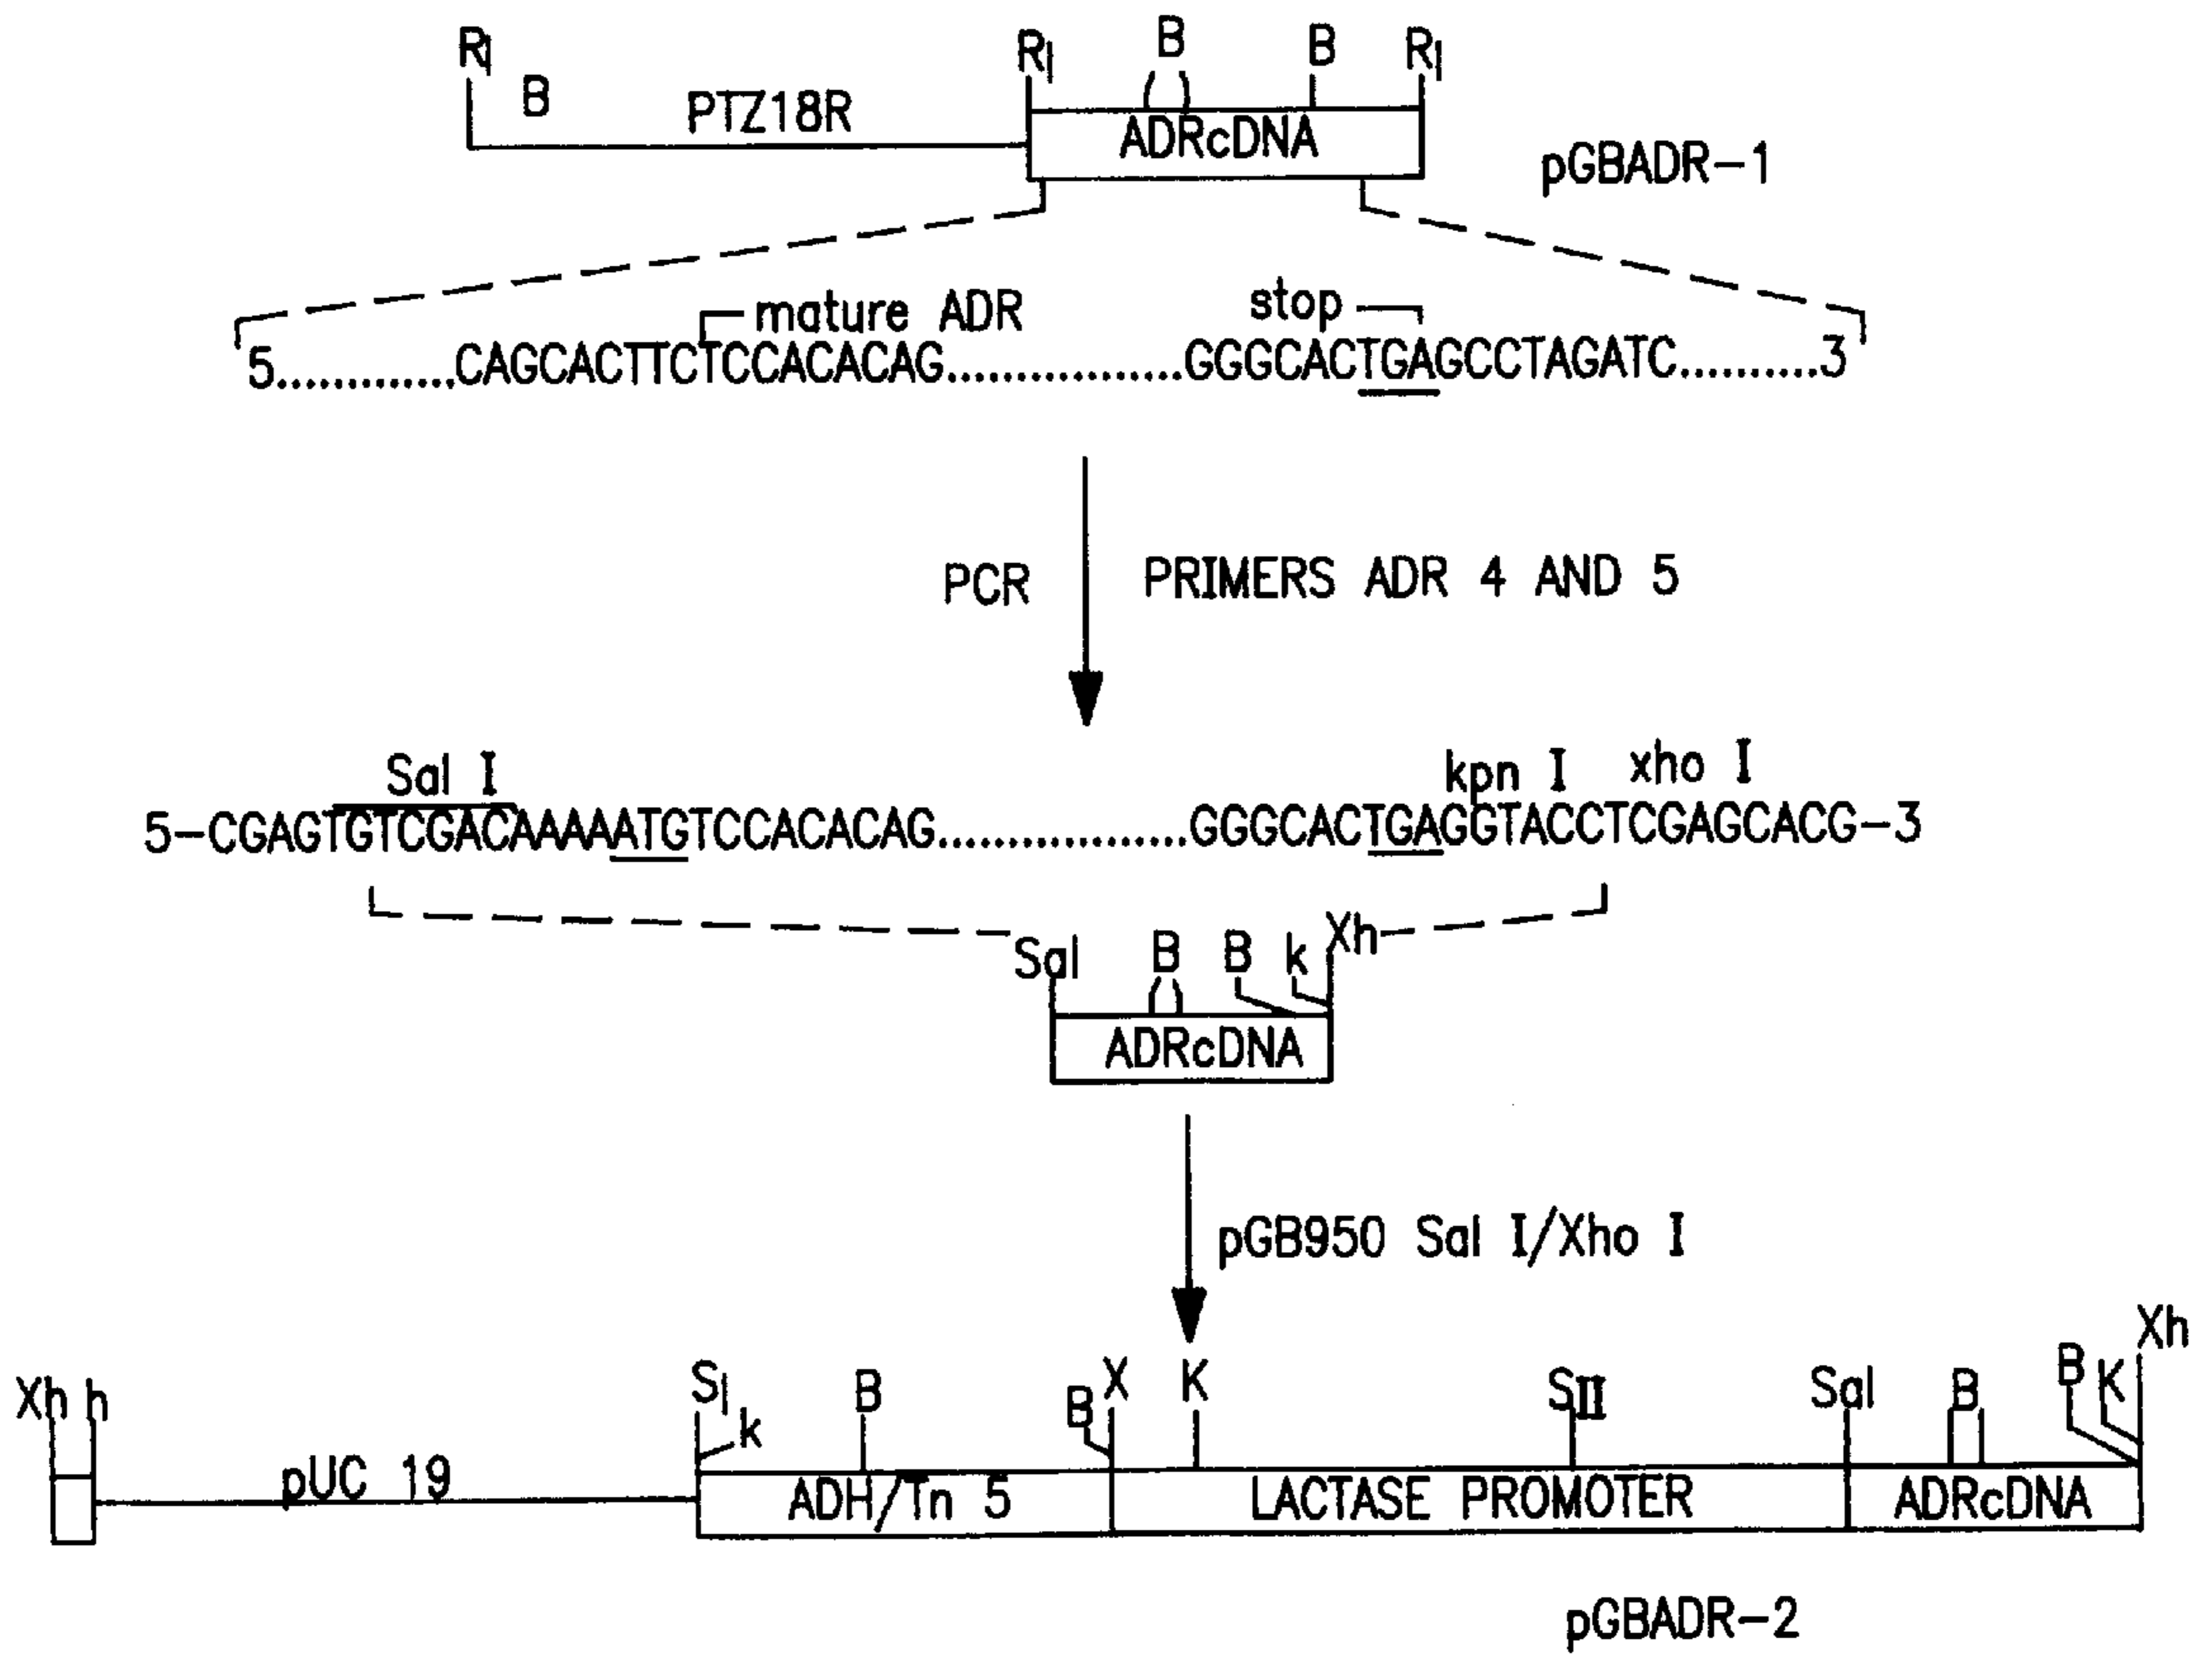 RI B PTZ18R RI B B RI
ADRcDNA
pGBADR-1
mature ADR stop
5.............CAGCACTTCTCCACACAG.................GGGCACTGAGCCTAGATC..........3
PCR PRIMERS ADR 4 AND 5
Sal I kpn I xho I
5-CGAGTGTCGACAAAAATGTCCACACAG..................GGGCACTGAGGTACCTCGAGCACG-3
Sal B B k Xh
ADRcDNA
pGB950 Sal I/Xho I
Xh h SI k B B X K SII Sal B B K Xh
pUC 19 ADH/Tn 5 LACTASE PROMOTER ADRcDNA
pGBADR-2